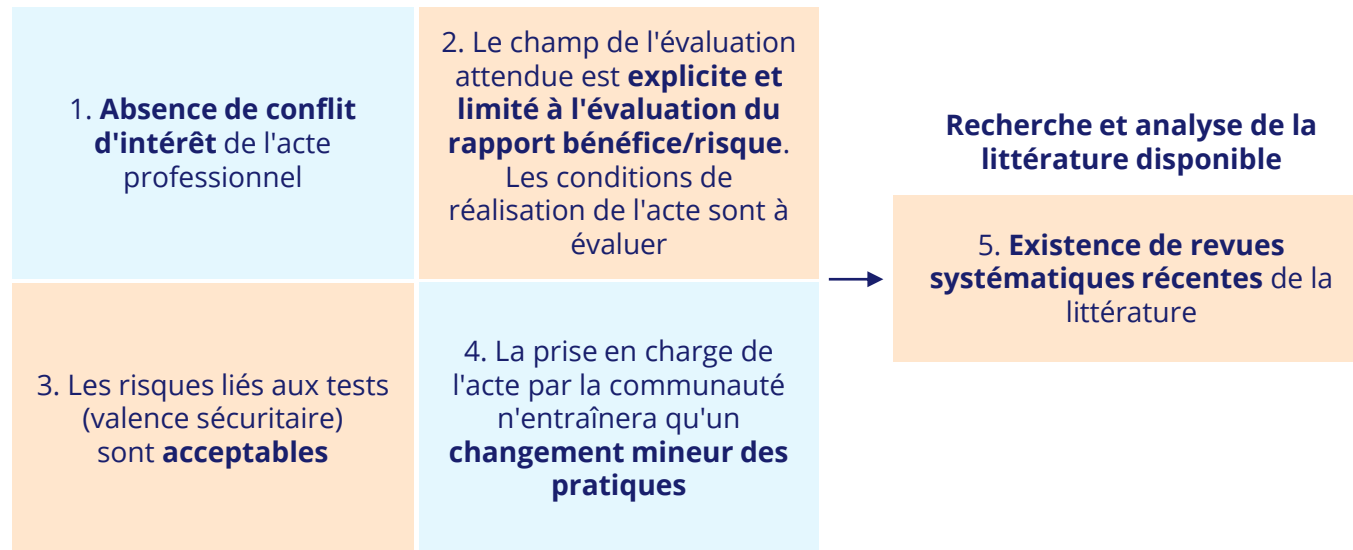 1. Absence de conflit
d'intérêt de l'acte
professionnel
2. Le champ de l'évaluation
attendue est explicite et
limité à l'évaluation du
rapport bénéfice/risque.
Les conditions de
réalisation de l'acte sont à
évaluer
3. Les risques liés aux tests
(valence sécuritaire)
sont acceptables
4. La prise en charge de
l'acte par la communauté
n'entraînera qu'un
changement mineur des
pratiques
Recherche et analyse de la
littérature disponible
5. Existence de revues
systématiques récentes de la
littérature